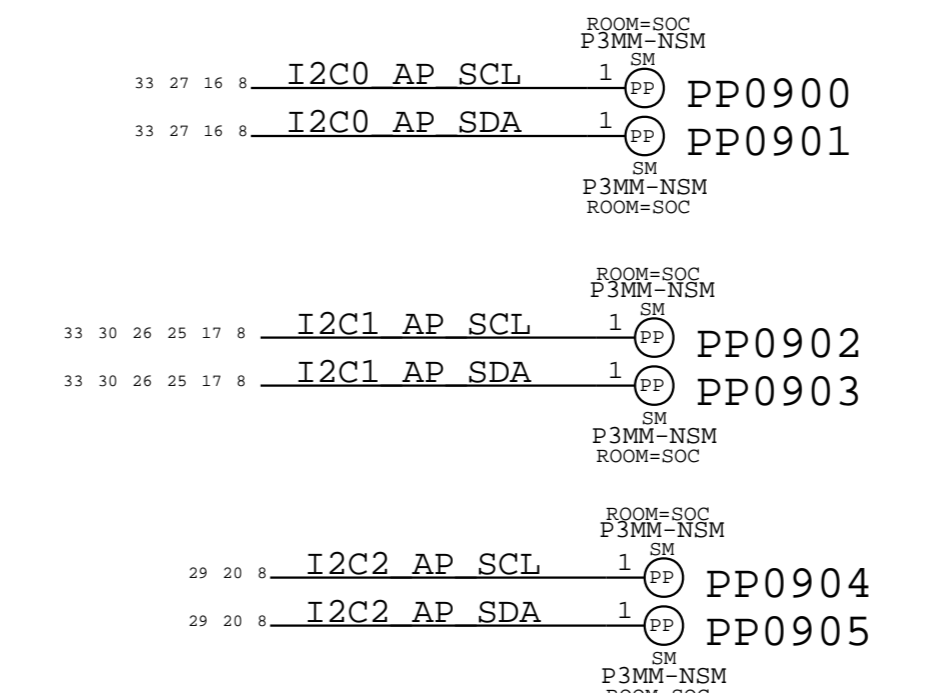 ROOM=SOC
P3MM-NSM
SM
33 27 16 8 I2C0_AP_SCL 1 PP PP0900
33 27 16 8 I2C0_AP_SDA 1 PP PP0901
SM
P3MM-NSM
ROOM=SOC
ROOM=SOC
P3MM-NSM
SM
33 30 26 25 17 8 I2C1_AP_SCL 1 PP PP0902
33 30 26 25 17 8 I2C1_AP_SDA 1 PP PP0903
SM
P3MM-NSM
ROOM=SOC
ROOM=SOC
P3MM-NSM
SM
29 20 8 I2C2_AP_SCL 1 PP PP0904
29 20 8 I2C2_AP_SDA 1 PP PP0905
SM
P3MM-NSM
ROOM=SOC